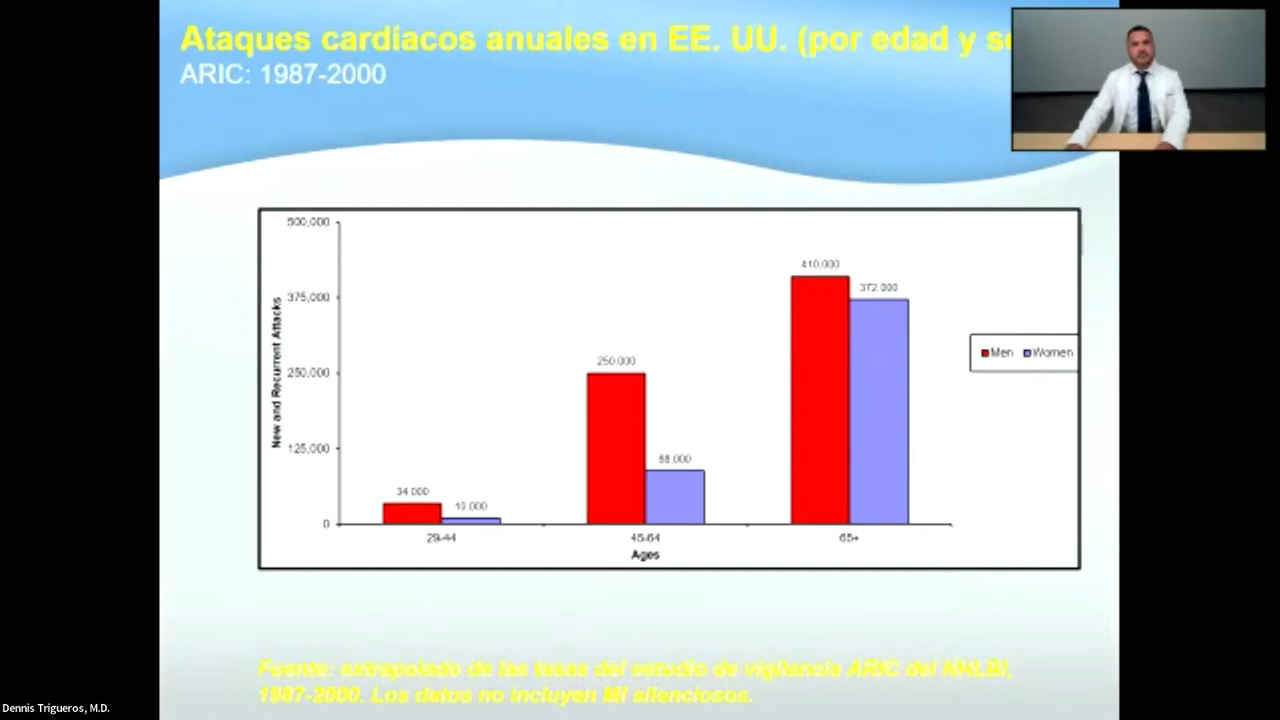 Ataques cardíacos anuales en EE. UU. (por edad y
ARIC: 1987-2000
500,000
375,000
250,000
125,000
0
New and Recurrent Attacks
34,000
10,000
250,000
88,000
410,000
372,000
29-44
45-64
65+
Ages
Men
Women
Fuente: extrapolado de las tasas del estudio de vigilancia ARIC del NHLBI,
1987-2000. Los datos no incluyen MI silenciosos.
Dennis Trigueros, M.D.